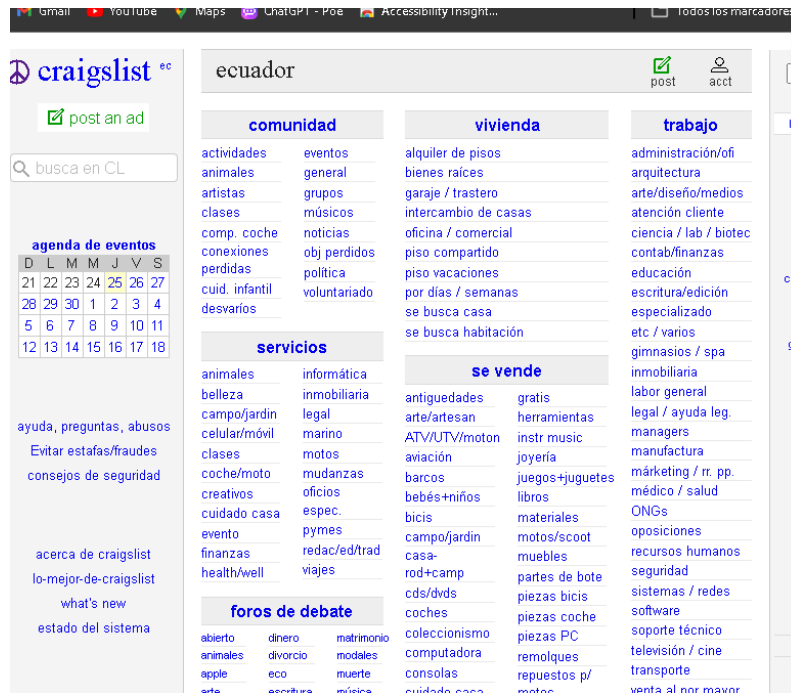 Gmail YouTube Maps ChatGPT - Poe Accessibility Insight... Todos los marcadores
craigslist ec
post an ad
busca en CL
agenda de eventos
D L M M J V S
21 22 23 24 25 26 27
28 29 30 1 2 3 4
5 6 7 8 9 10 11
12 13 14 15 16 17 18
ayuda, preguntas, abusos
Evitar estafas/fraudes
consejos de seguridad
acerca de craigslist
lo-mejor-de-craigslist
what's new
estado del sistema
ecuador
post acct
comunidad
actividades
animales
artistas
clases
comp. coche
conexiones
perdidas
cuid. infantil
desvaríos
eventos
general
grupos
músicos
noticias
obj perdidos
política
voluntariado
servicios
animales
belleza
campo/jardin
celular/móvil
clases
coche/moto
creativos
cuidado casa
evento
finanzas
health/well
informática
inmobiliaria
legal
marino
motos
mudanzas
oficios
espec.
pymes
redac/ed/trad
viajes
foros de debate
abierto dinero matrimonio
animales divorcio modales
apple eco muerte
arte escritura música
vivienda
alquiler de pisos
bienes raíces
garaje / trastero
intercambio de casas
oficina / comercial
piso compartido
piso vacaciones
por días / semanas
se busca casa
se busca habitación
se vende
antiguedades
arte/artesan
ATV/UTV/moton
aviación
barcos
bebés+niños
bicis
campo/jardin
casa-
rod+camp
cds/dvds
coches
coleccionismo
computadora
consolas
cuidado casa
gratis
herramientas
instr music
joyería
juegos+juguetes
libros
materiales
motos/scoot
muebles
partes de bote
piezas bicis
piezas coche
piezas PC
remolques
repuestos p/
motos
trabajo
administración/ofi
arquitectura
arte/diseño/medios
atención cliente
ciencia / lab / biotec
contab/finanzas
educación
escritura/edición
especializado
etc / varios
gimnasios / spa
inmobiliaria
labor general
legal / ayuda leg.
managers
manufactura
márketing / rr. pp.
médico / salud
ONGs
oposiciones
recursos humanos
seguridad
sistemas / redes
software
soporte técnico
televisión / cine
transporte
venta al por mayor